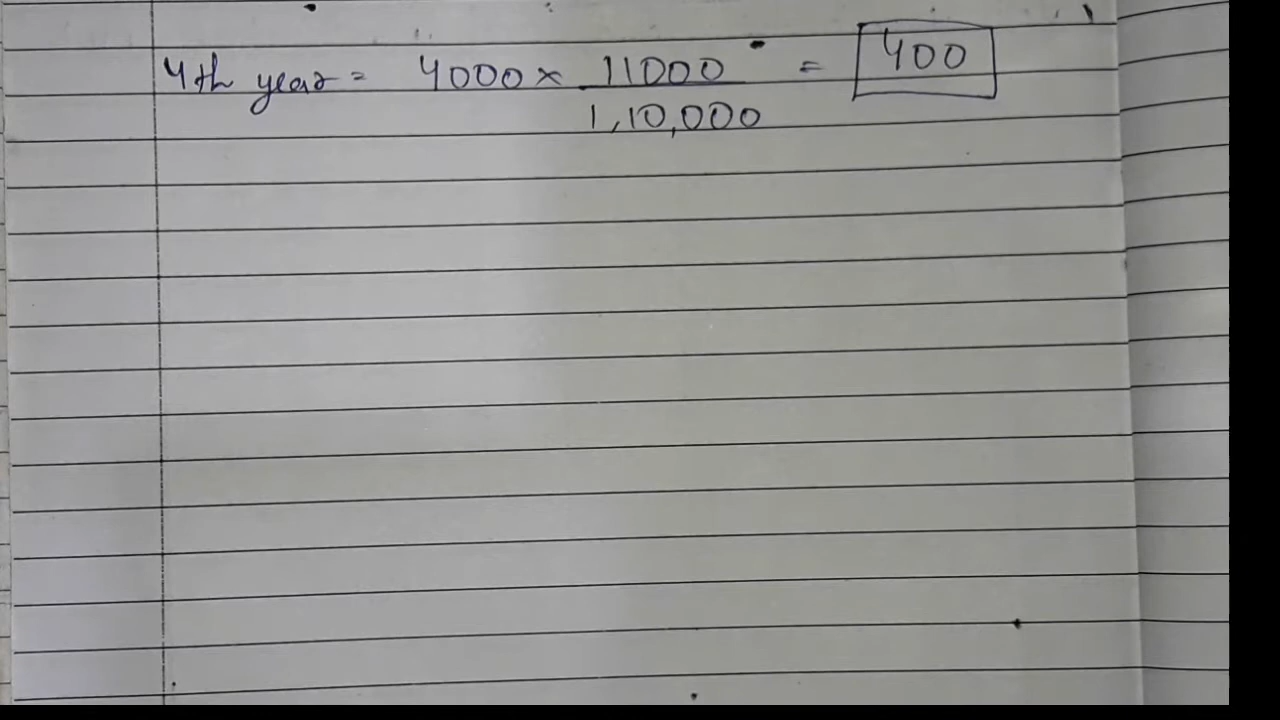 4th year = 4000 × 11000 = 400
1,10,000